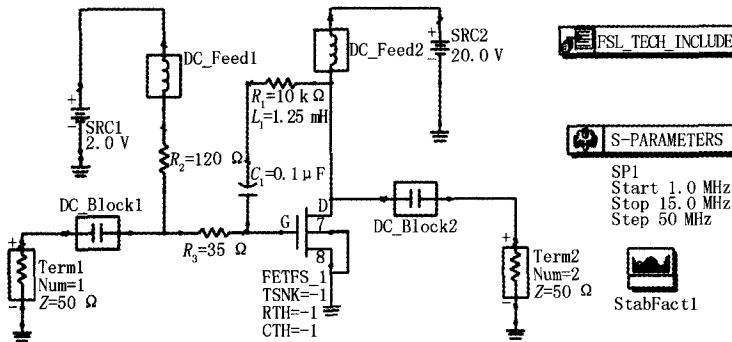 DC_Feed1
SRC1
2.0 V
R₂=120 Ω
DC_Block1
Term1
Num=1
Z=50 Ω
R₃=35 Ω
R₁=10 k Ω
L₁=1.25 mH
C₁=0.1 μF
DC_Feed2
SRC2
20.0 V
G
D
7
8
FETFS_1
TSNK=-1
RTH=-1
CTH=-1
DC_Block2
Term2
Num=2
Z=50 Ω
FSL_TECH_INCLUDE
S-PARAMETERS
SP1
Start 1.0 MHz
Stop 15.0 MHz
Step 50 MHz
StabFact1